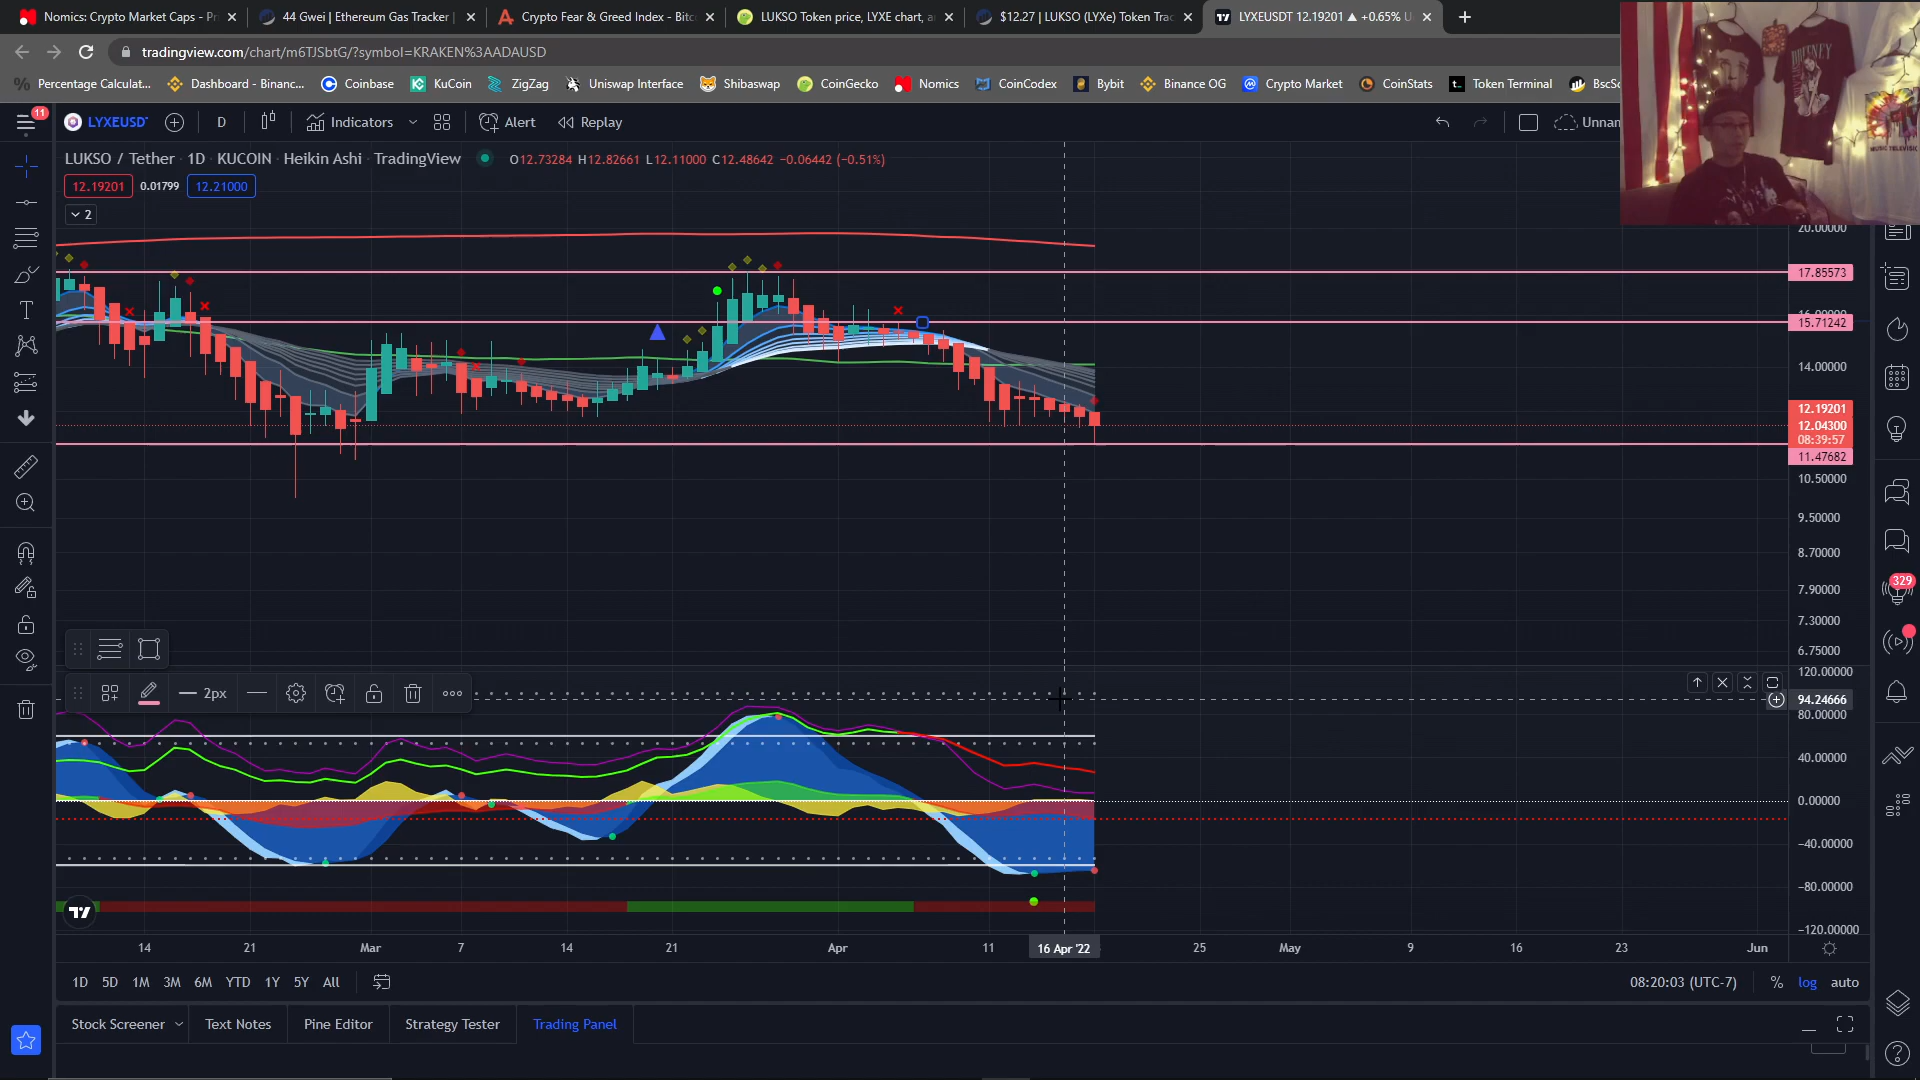 Nomics: Crypto Market Caps - Pr
44 Gwei | Ethereum Gas Tracker |
Crypto Fear & Greed Index - Bitc
LUKSO Token price, LYXE chart, a
$12.27 | LUKSO (LYXe) Token Trac
LYXEUSDT 12.19201 ▲ +0.65% U
tradingview.com/chart/m6TJSbtG/?symbol=KRAKEN%3AADAUSD
Percentage Calculat...
Dashboard - Binanc...
Coinbase
KuCoin
ZigZag
Uniswap Interface
Shibaswap
CoinGecko
Nomics
CoinCodex
Bybit
Binance OG
Crypto Market
CoinStats
Token Terminal
BscSc
11
LYXEUSDT
D
Indicators
Alert
Replay
Unnan
LUKSO / Tether · 1D · KUCOIN · Heikin Ashi · TradingView
O12.73284 H12.82661 L12.11000 C12.48642 −0.06442 (−0.51%)
12.19201
0.01799
12.21000
2
MUSIC TELEVISION
20.00000
17.85573
16.00000
15.71242
14.00000
12.19201
12.04300
08:39:57
11.47682
10.50000
9.50000
8.70000
7.90000
7.30000
6.75000
329
2px
120.00000
94.24666
80.00000
40.00000
0.00000
−40.00000
−80.00000
−120.00000
14
21
Mar
7
14
21
Apr
11
16 Apr '22
25
May
9
16
23
Jun
1D
5D
1M
3M
6M
YTD
1Y
5Y
All
08:20:03 (UTC-7)
%
log
auto
Stock Screener
Text Notes
Pine Editor
Strategy Tester
Trading Panel